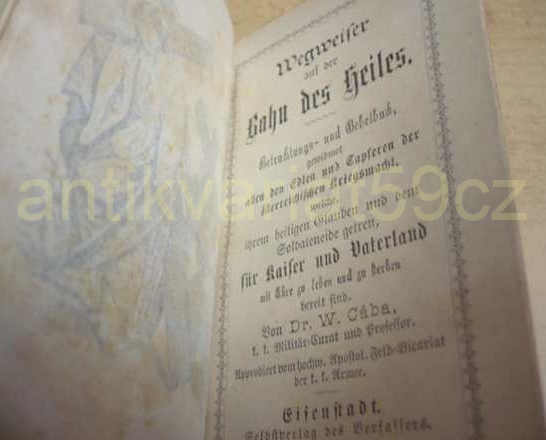 Wegweiser
auf der
Bahn des Heiles.
Betrachtungs- und Gebetbuch,
gewidmet
allen den Edlen und Tapferen der
österreichischen Kriegsmacht,
welche,
ihrem heiligen Glauben und dem
Soldateneide getreu,
für Kaiser und Vaterland
mit Ehre zu leben und zu sterben
bereit sind.
Von Dr. W. Cába,
k. k. Militär-Curat und Professor.
Approbirt vom hochw. Apostol. Feld-Vicariat
der k. k. Armee.
Eisenstadt.
Selbstverlag des Verfassers.
antikvariat59cz